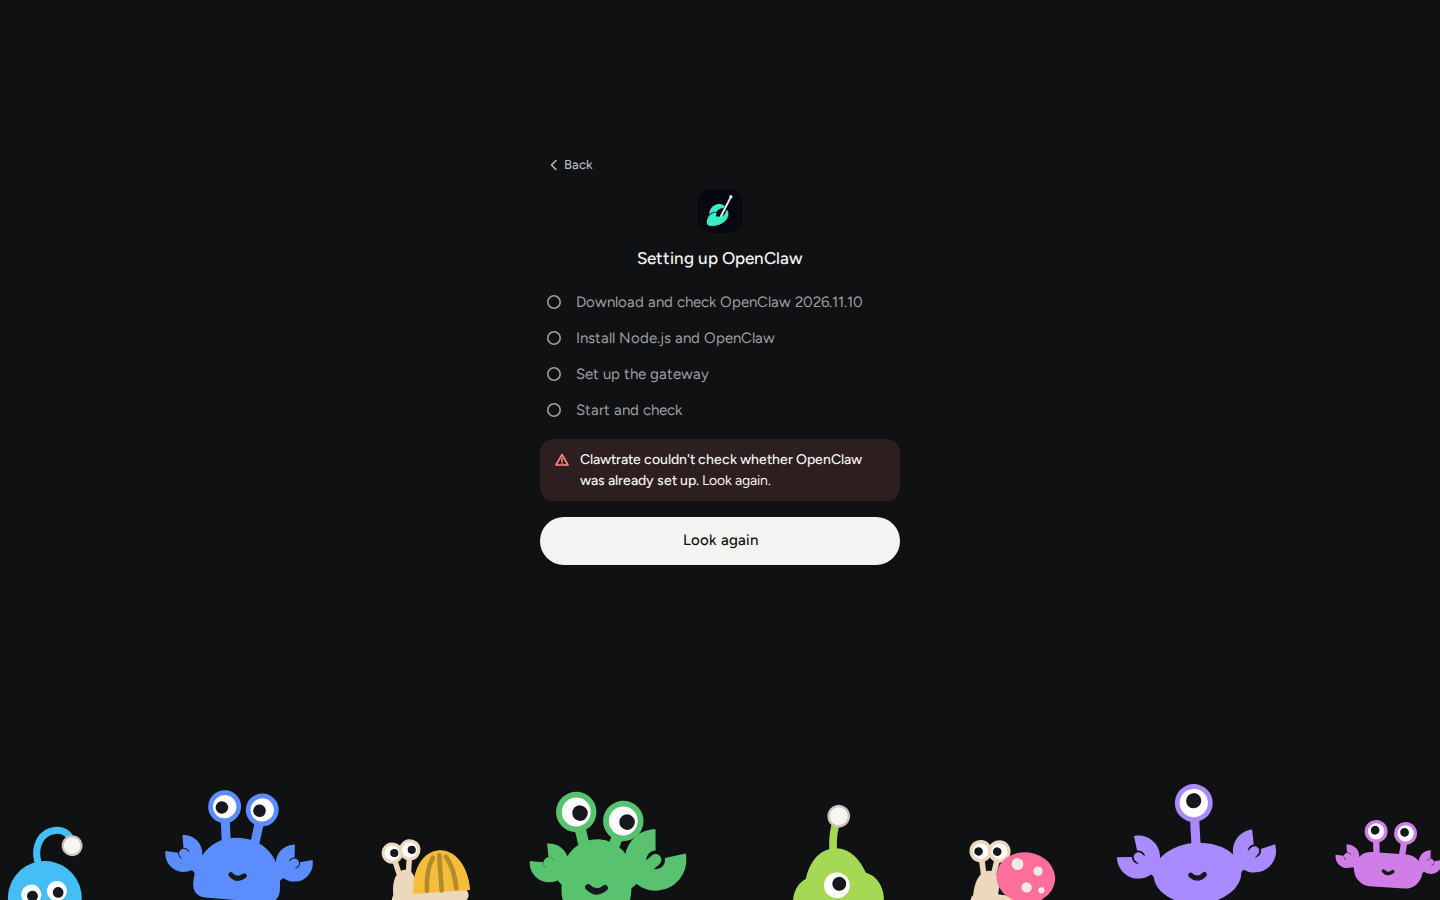 Back
Setting up OpenClaw
Download and check OpenClaw 2026.11.10
Install Node.js and OpenClaw
Set up the gateway
Start and check
Clawtrate couldn't check whether OpenClaw
was already set up. Look again.
Look again